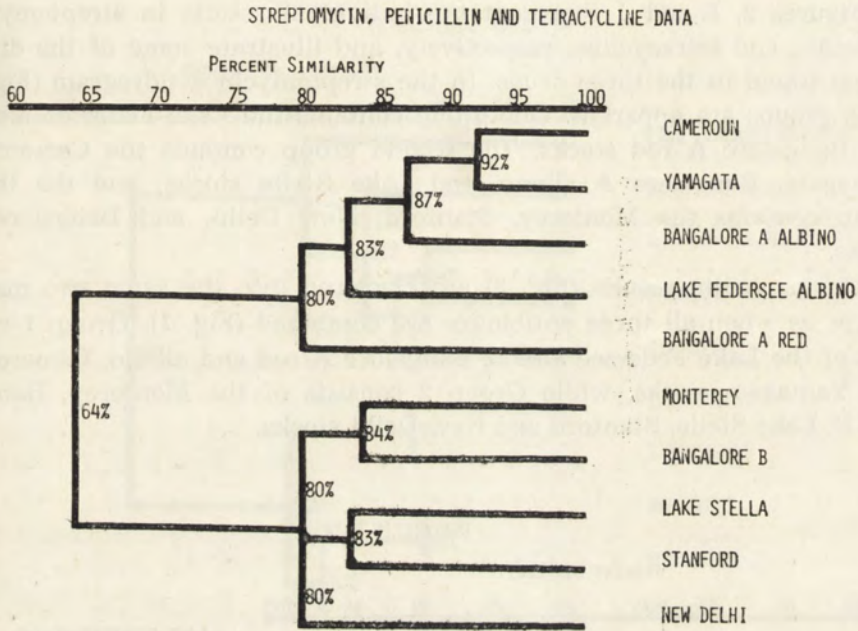 STREPTOMYCIN, PENICILLIN AND TETRACYCLINE DATA
PERCENT SIMILARITY
60 65 70 75 80 85 90 95 100
CAMEROUN
92%
YAMAGATA
87%
BANGALORE A ALBINO
83%
LAKE FEDERSEE ALBINO
80%
BANGALORE A RED
64%
MONTEREY
84%
BANGALORE B
80%
LAKE STELLA
83%
STANFORD
80%
NEW DELHI